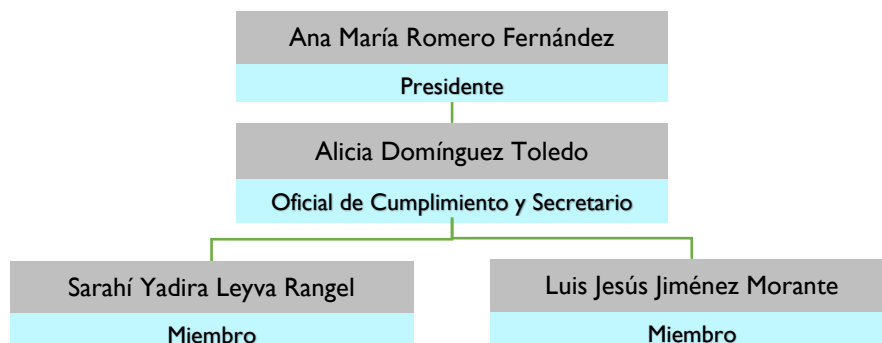 Ana María Romero Fernández
Presidente
Alicia Domínguez Toledo
Oficial de Cumplimiento y Secretario
Sarahí Yadira Leyva Rangel
Miembro
Luis Jesús Jiménez Morante
Miembro